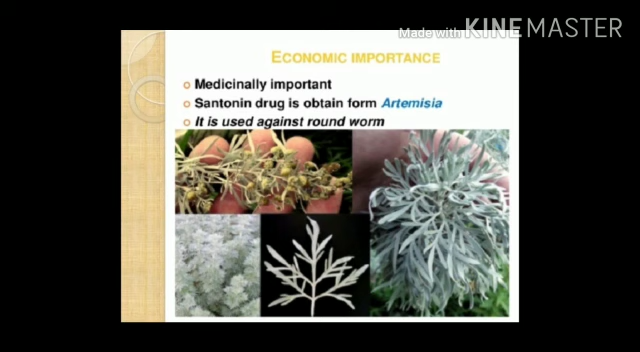 Made with KINEMASTER
ECONOMIC IMPORTANCE
Medicinally important
Santonin drug is obtain form Artemisia
It is used against round worm